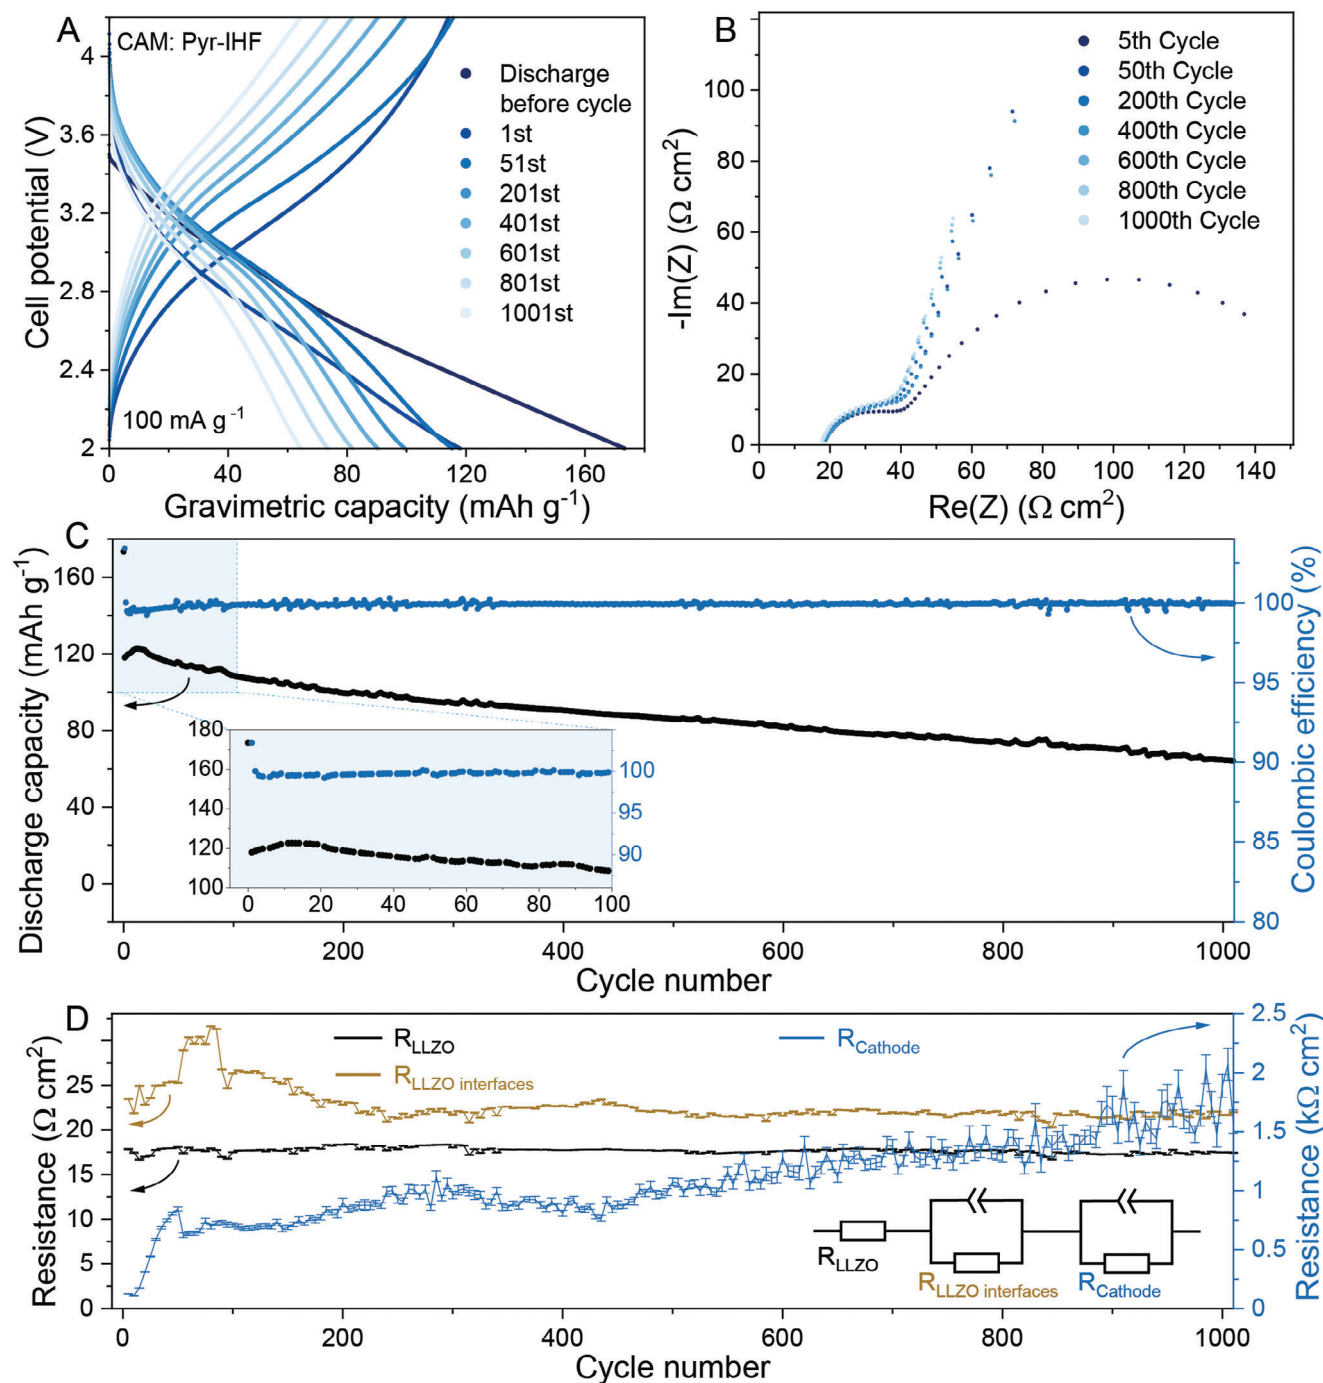 A
CAM: Pyr-IHF
Discharge
before cycle
1st
51st
201st
401st
601st
801st
1001st
100 mA g-1
Cell potential (V)
4
3.6
3.2
2.8
2.4
2
0 40 80 120 160
Gravimetric capacity (mAh g-1)
B
5th Cycle
50th Cycle
200th Cycle
400th Cycle
600th Cycle
800th Cycle
1000th Cycle
-Im(Z) (Ω cm2)
100
80
60
40
20
0
0 20 40 60 80 100 120 140
Re(Z) (Ω cm2)
C
Discharge capacity (mAh g-1)
160
120
80
40
0
Coulombic efficiency (%)
100
95
90
85
80
180
160
140
120
100
100
95
90
0 20 40 60 80 100
0 200 400 600 800 1000
Cycle number
D
RLLZO
RLLZO interfaces
RCathode
Resistance (Ω cm2)
25
20
17.5
15
10
5
0
Resistance (kΩ cm2)
2.5
2
1.5
1
0.5
0
RLLZO
RLLZO interfaces
RCathode
0 200 400 600 800 1000
Cycle number